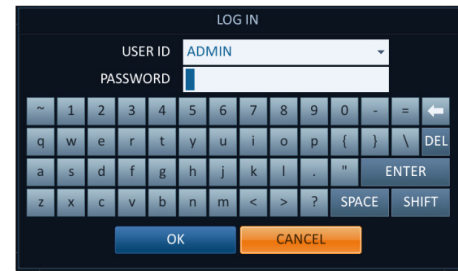 LOG IN
USER ID ADMIN
PASSWORD
~ 1 2 3 4 5 6 7 8 9 0 - =
q w e r t y u i o p { } \ DEL
a s d f g h j k l . " ENTER
z x c v b n m < > ? SPACE SHIFT
OK CANCEL